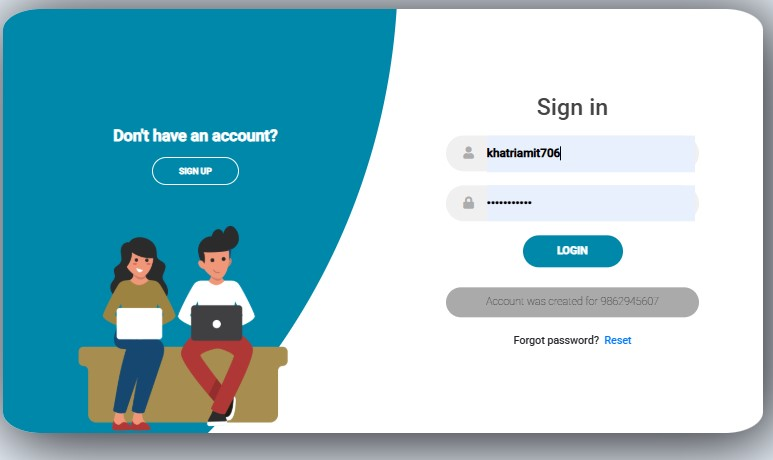 Don't have an account?
SIGN UP
Sign in
khatriamit706
•••••••••••
LOGIN
Account was created for 9862945607
Forgot password? Reset